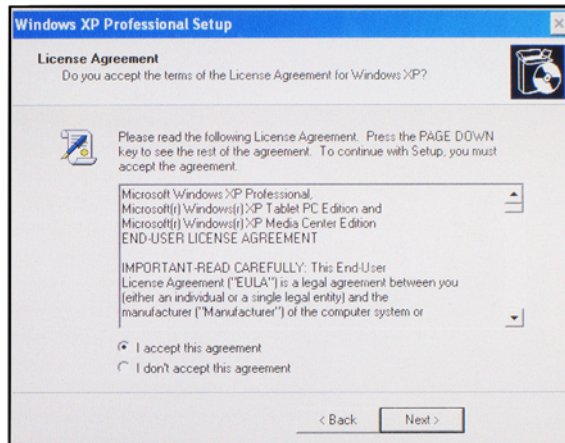 Windows XP Professional Setup
License Agreement
Do you accept the terms of the License Agreement for Windows XP?
Please read the following License Agreement. Press the PAGE DOWN
key to see the rest of the agreement. To continue with Setup, you must
accept the agreement.
Microsoft Windows XP Professional,
Microsoft(r) Windows(r) XP Tablet PC Edition and
Microsoft(r) Windows(r) XP Media Center Edition
END-USER LICENSE AGREEMENT
IMPORTANT-READ CAREFULLY: This End-User
License Agreement ("EULA") is a legal agreement between you
(either an individual or a single legal entity) and the
manufacturer ("Manufacturer") of the computer system or
I accept this agreement
I don't accept this agreement
< Back
Next >